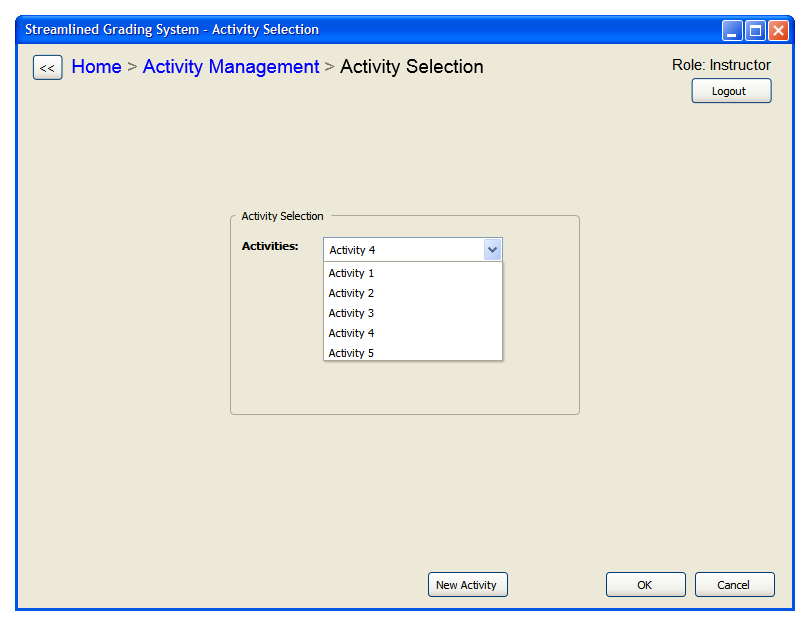 Streamlined Grading System - Activity Selection
<< Home > Activity Management > Activity Selection
Role: Instructor
Logout
Activity Selection
Activities: Activity 4
Activity 1
Activity 2
Activity 3
Activity 4
Activity 5
New Activity OK Cancel